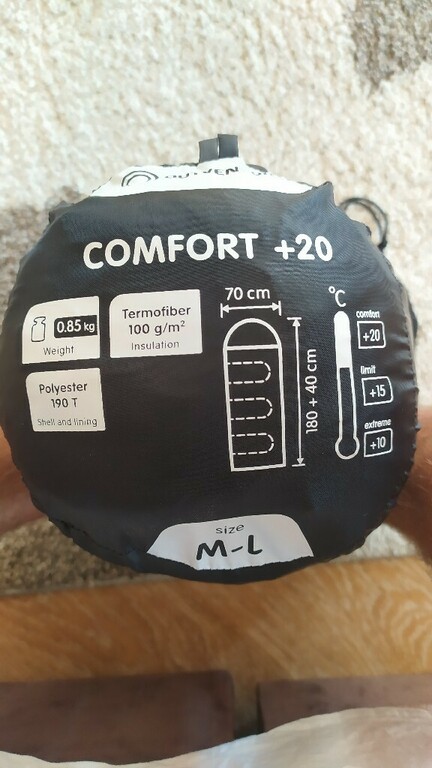 COMFORT +20
0.85 kg
Weight
Termofiber
100 g/m²
Insulation
Polyester
190 T
Shell and lining
70 cm
180 + 40 cm
°C
comfort
+20
limit
+15
extreme
+10
size
M-L